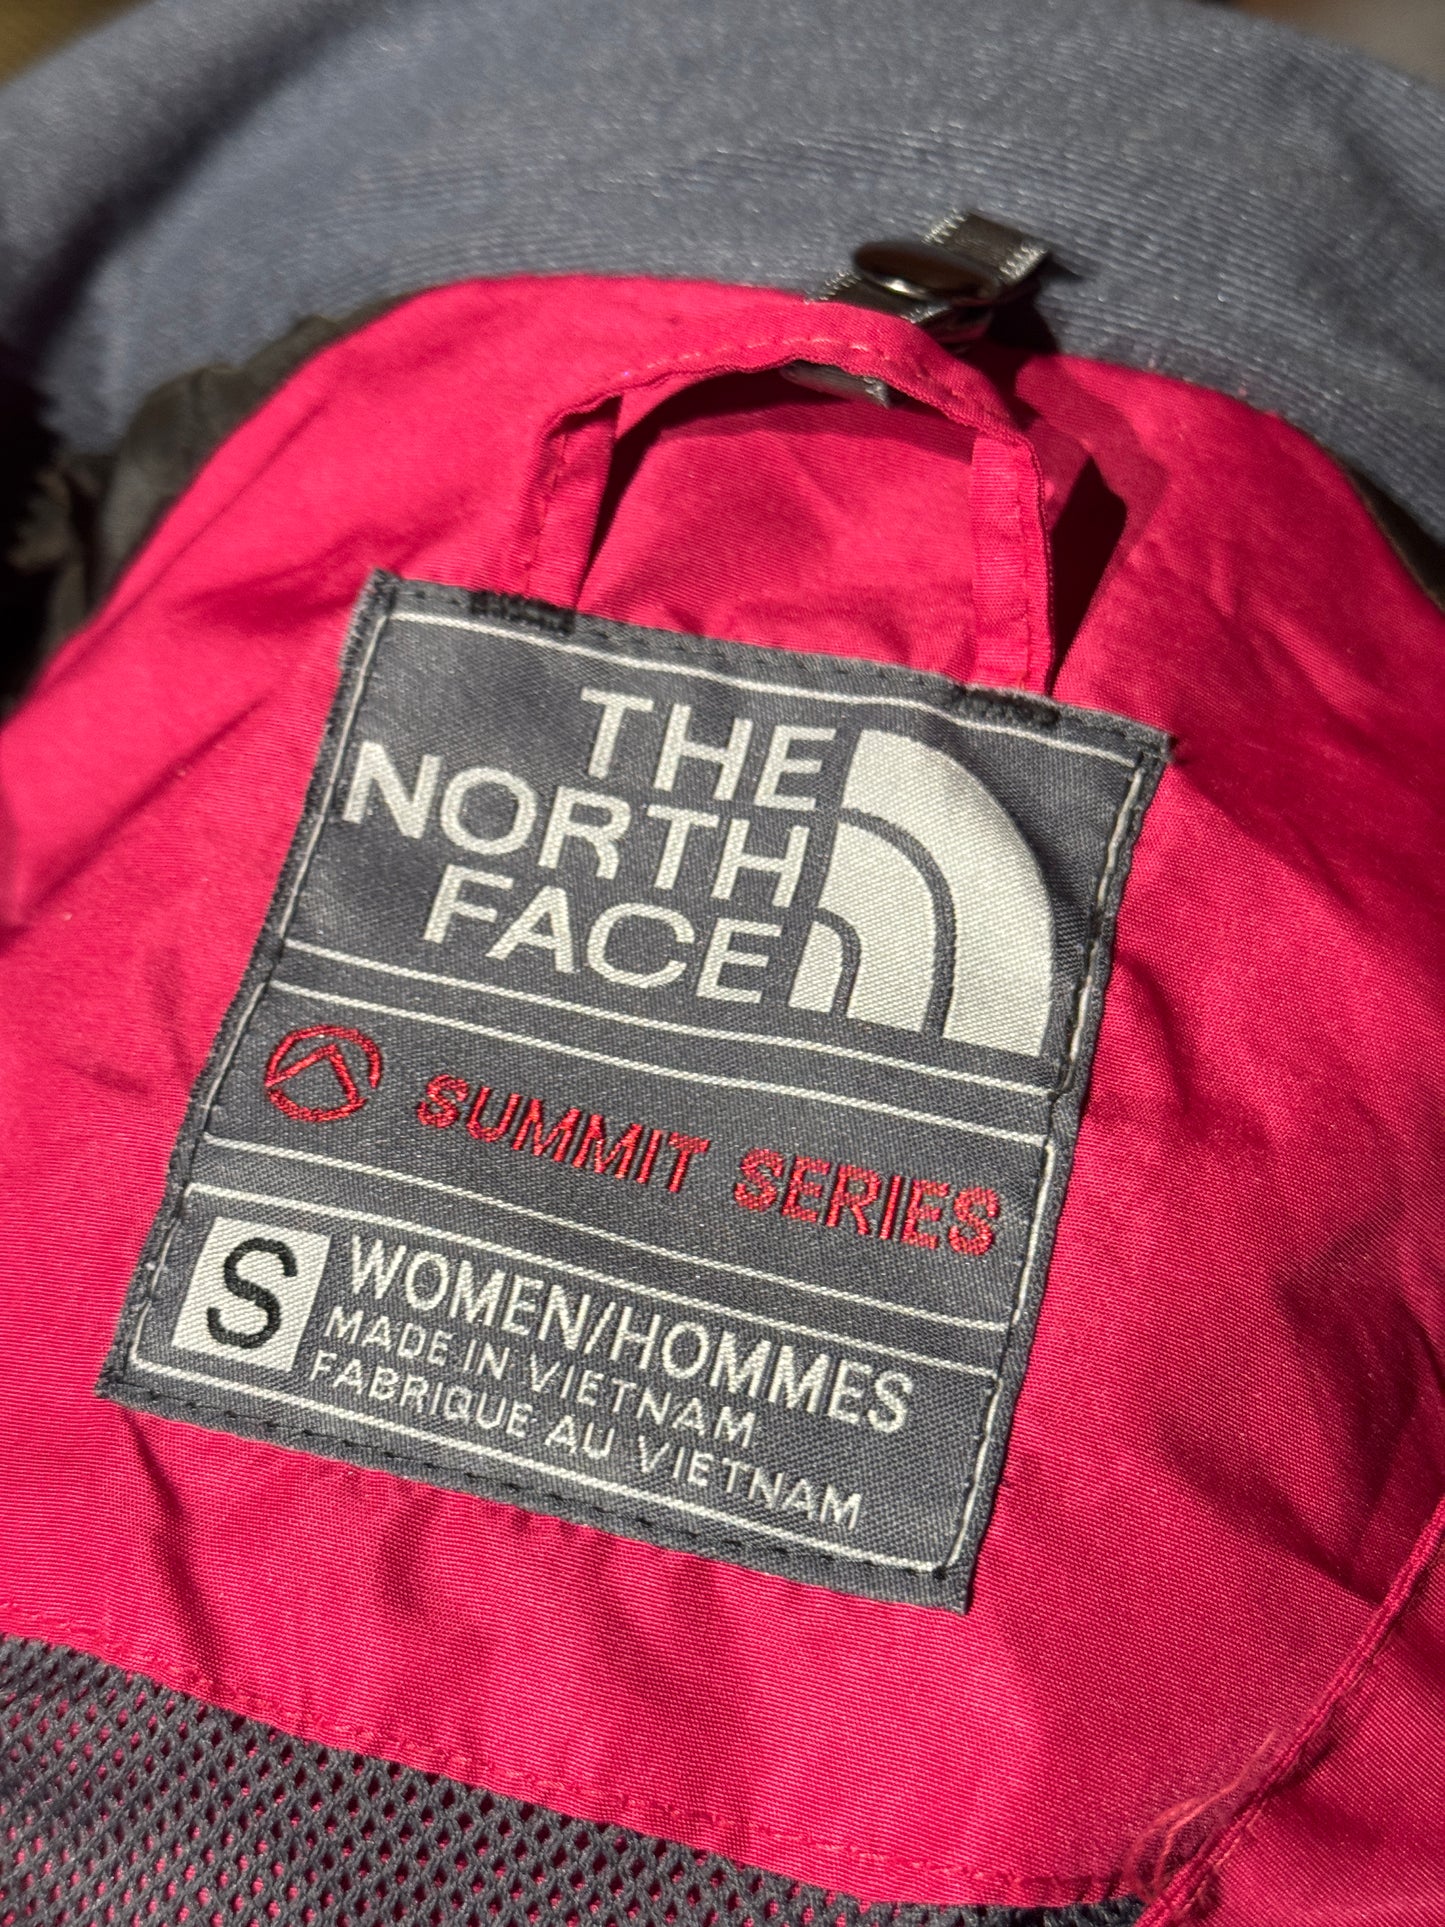 THE
NORTH
FACE
SUMMIT SERIES
S WOMEN/HOMMES
MADE IN VIETNAM
FABRIQUE AU VIETNAM